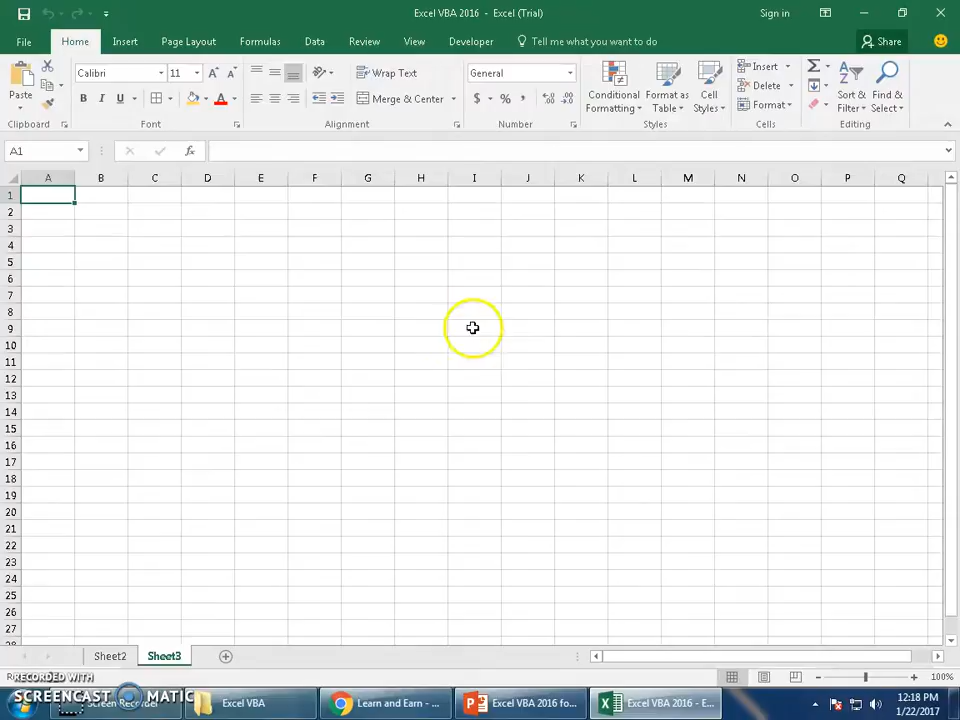 Excel VBA 2016 - Excel (Trial)
Sign in
File Home Insert Page Layout Formulas Data Review View Developer Tell me what you want to do Share
Paste
Calibri 11 A A
B I U A
Wrap Text
Merge & Center
General
$ % ,
Conditional Formatting
Format as Table
Cell Styles
Insert
Delete
Format
Sort & Filter
Find & Select
Clipboard Font Alignment Number Styles Cells Editing
A1 fx
A B C D E F G H I J K L M N O P Q
1
2
3
4
5
6
7
8
9
10
11
12
13
14
15
16
17
18
19
20
21
22
23
24
25
26
27
28
Sheet2 Sheet3
100%
RECORDED WITH
SCREENCAST MATIC
Screen Recorder
Excel VBA
Learn and Earn - ...
Excel VBA 2016 fo...
Excel VBA 2016 - E...
12:18 PM
1/22/2017